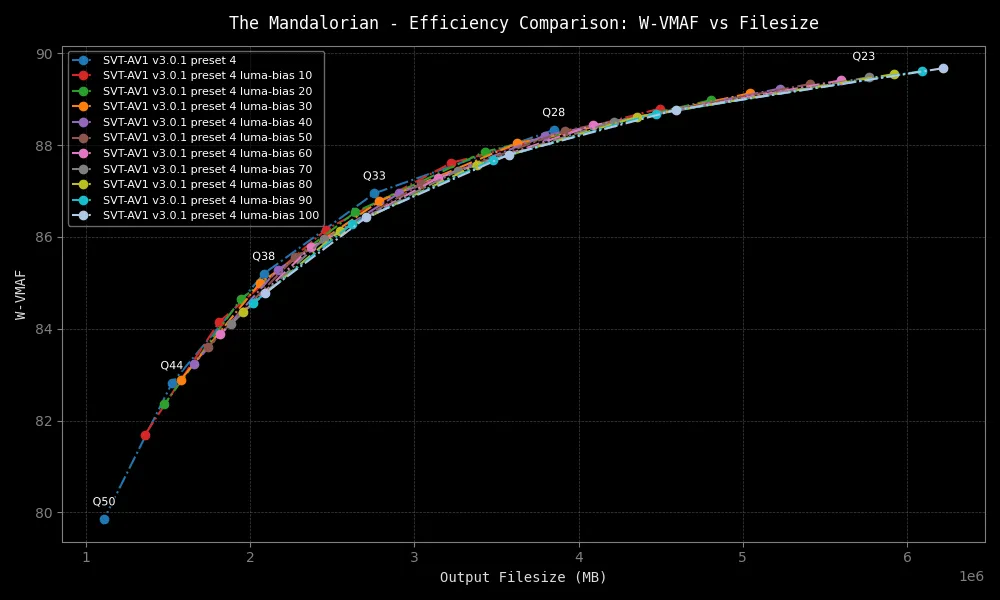 The Mandalorian - Efficiency Comparison: W-VMAF vs Filesize
90
88
86
84
82
80
W-VMAF
SVT-AV1 v3.0.1 preset 4
SVT-AV1 v3.0.1 preset 4 luma-bias 10
SVT-AV1 v3.0.1 preset 4 luma-bias 20
SVT-AV1 v3.0.1 preset 4 luma-bias 30
SVT-AV1 v3.0.1 preset 4 luma-bias 40
SVT-AV1 v3.0.1 preset 4 luma-bias 50
SVT-AV1 v3.0.1 preset 4 luma-bias 60
SVT-AV1 v3.0.1 preset 4 luma-bias 70
SVT-AV1 v3.0.1 preset 4 luma-bias 80
SVT-AV1 v3.0.1 preset 4 luma-bias 90
SVT-AV1 v3.0.1 preset 4 luma-bias 100
Q23
Q28
Q33
Q38
Q44
Q50
1 2 3 4 5 6
1e6
Output Filesize (MB)